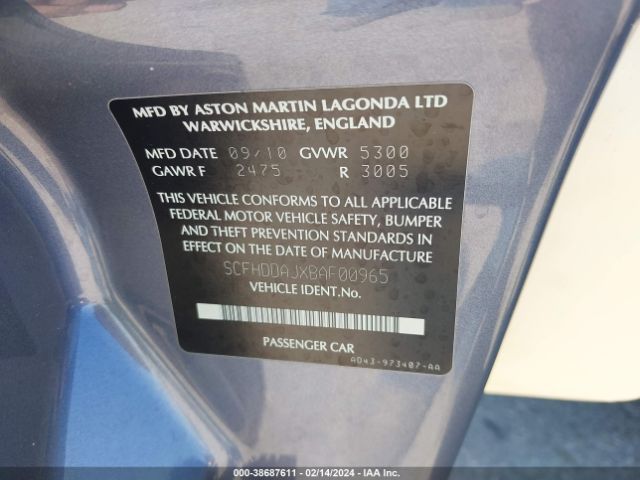 MFD BY ASTON MARTIN LAGONDA LTD
WARWICKSHIRE, ENGLAND
MFD DATE 09/10 GVWR 5300
GAWR F 2475 R 3005
THIS VEHICLE CONFORMS TO ALL APPLICABLE
FEDERAL MOTOR VEHICLE SAFETY, BUMPER
AND THEFT PREVENTION STANDARDS IN
EFFECT ON THE DATE OF MANUFACTURE
SCFHDDAJXBAF00965
VEHICLE IDENT.No.
PASSENGER CAR
AD43-973407-AA
000-38687611 - 02/14/2024 - IAA Inc.